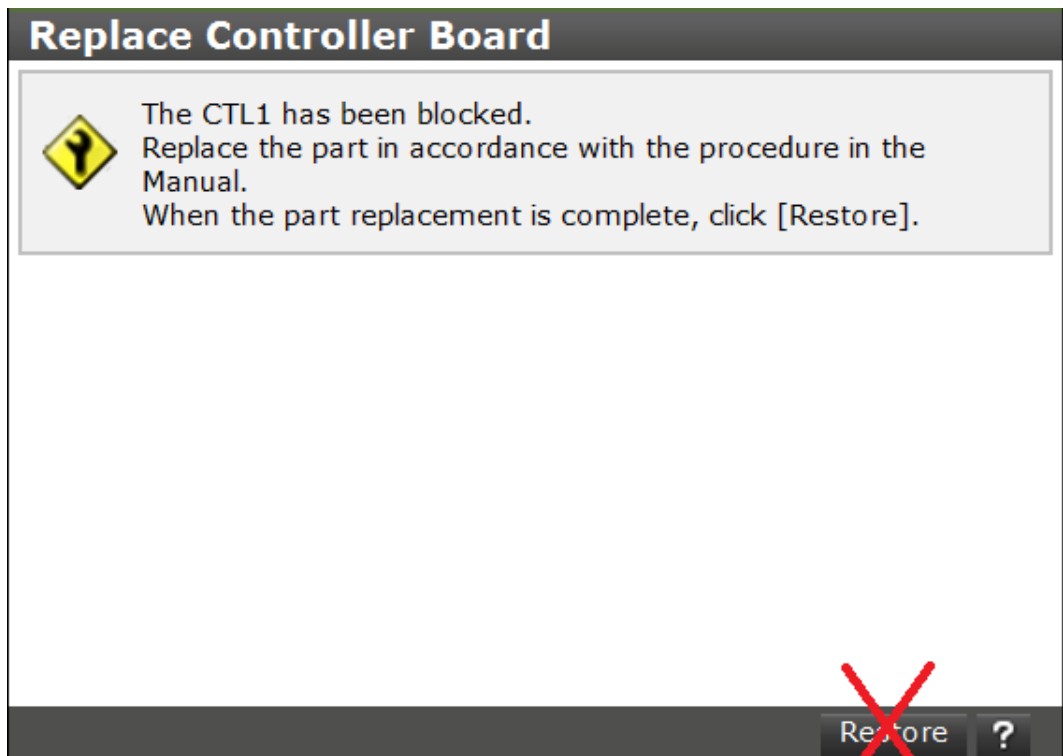 Replace Controller Board
The CTL1 has been blocked.
Replace the part in accordance with the procedure in the
Manual.
When the part replacement is complete, click [Restore].
Restore ?